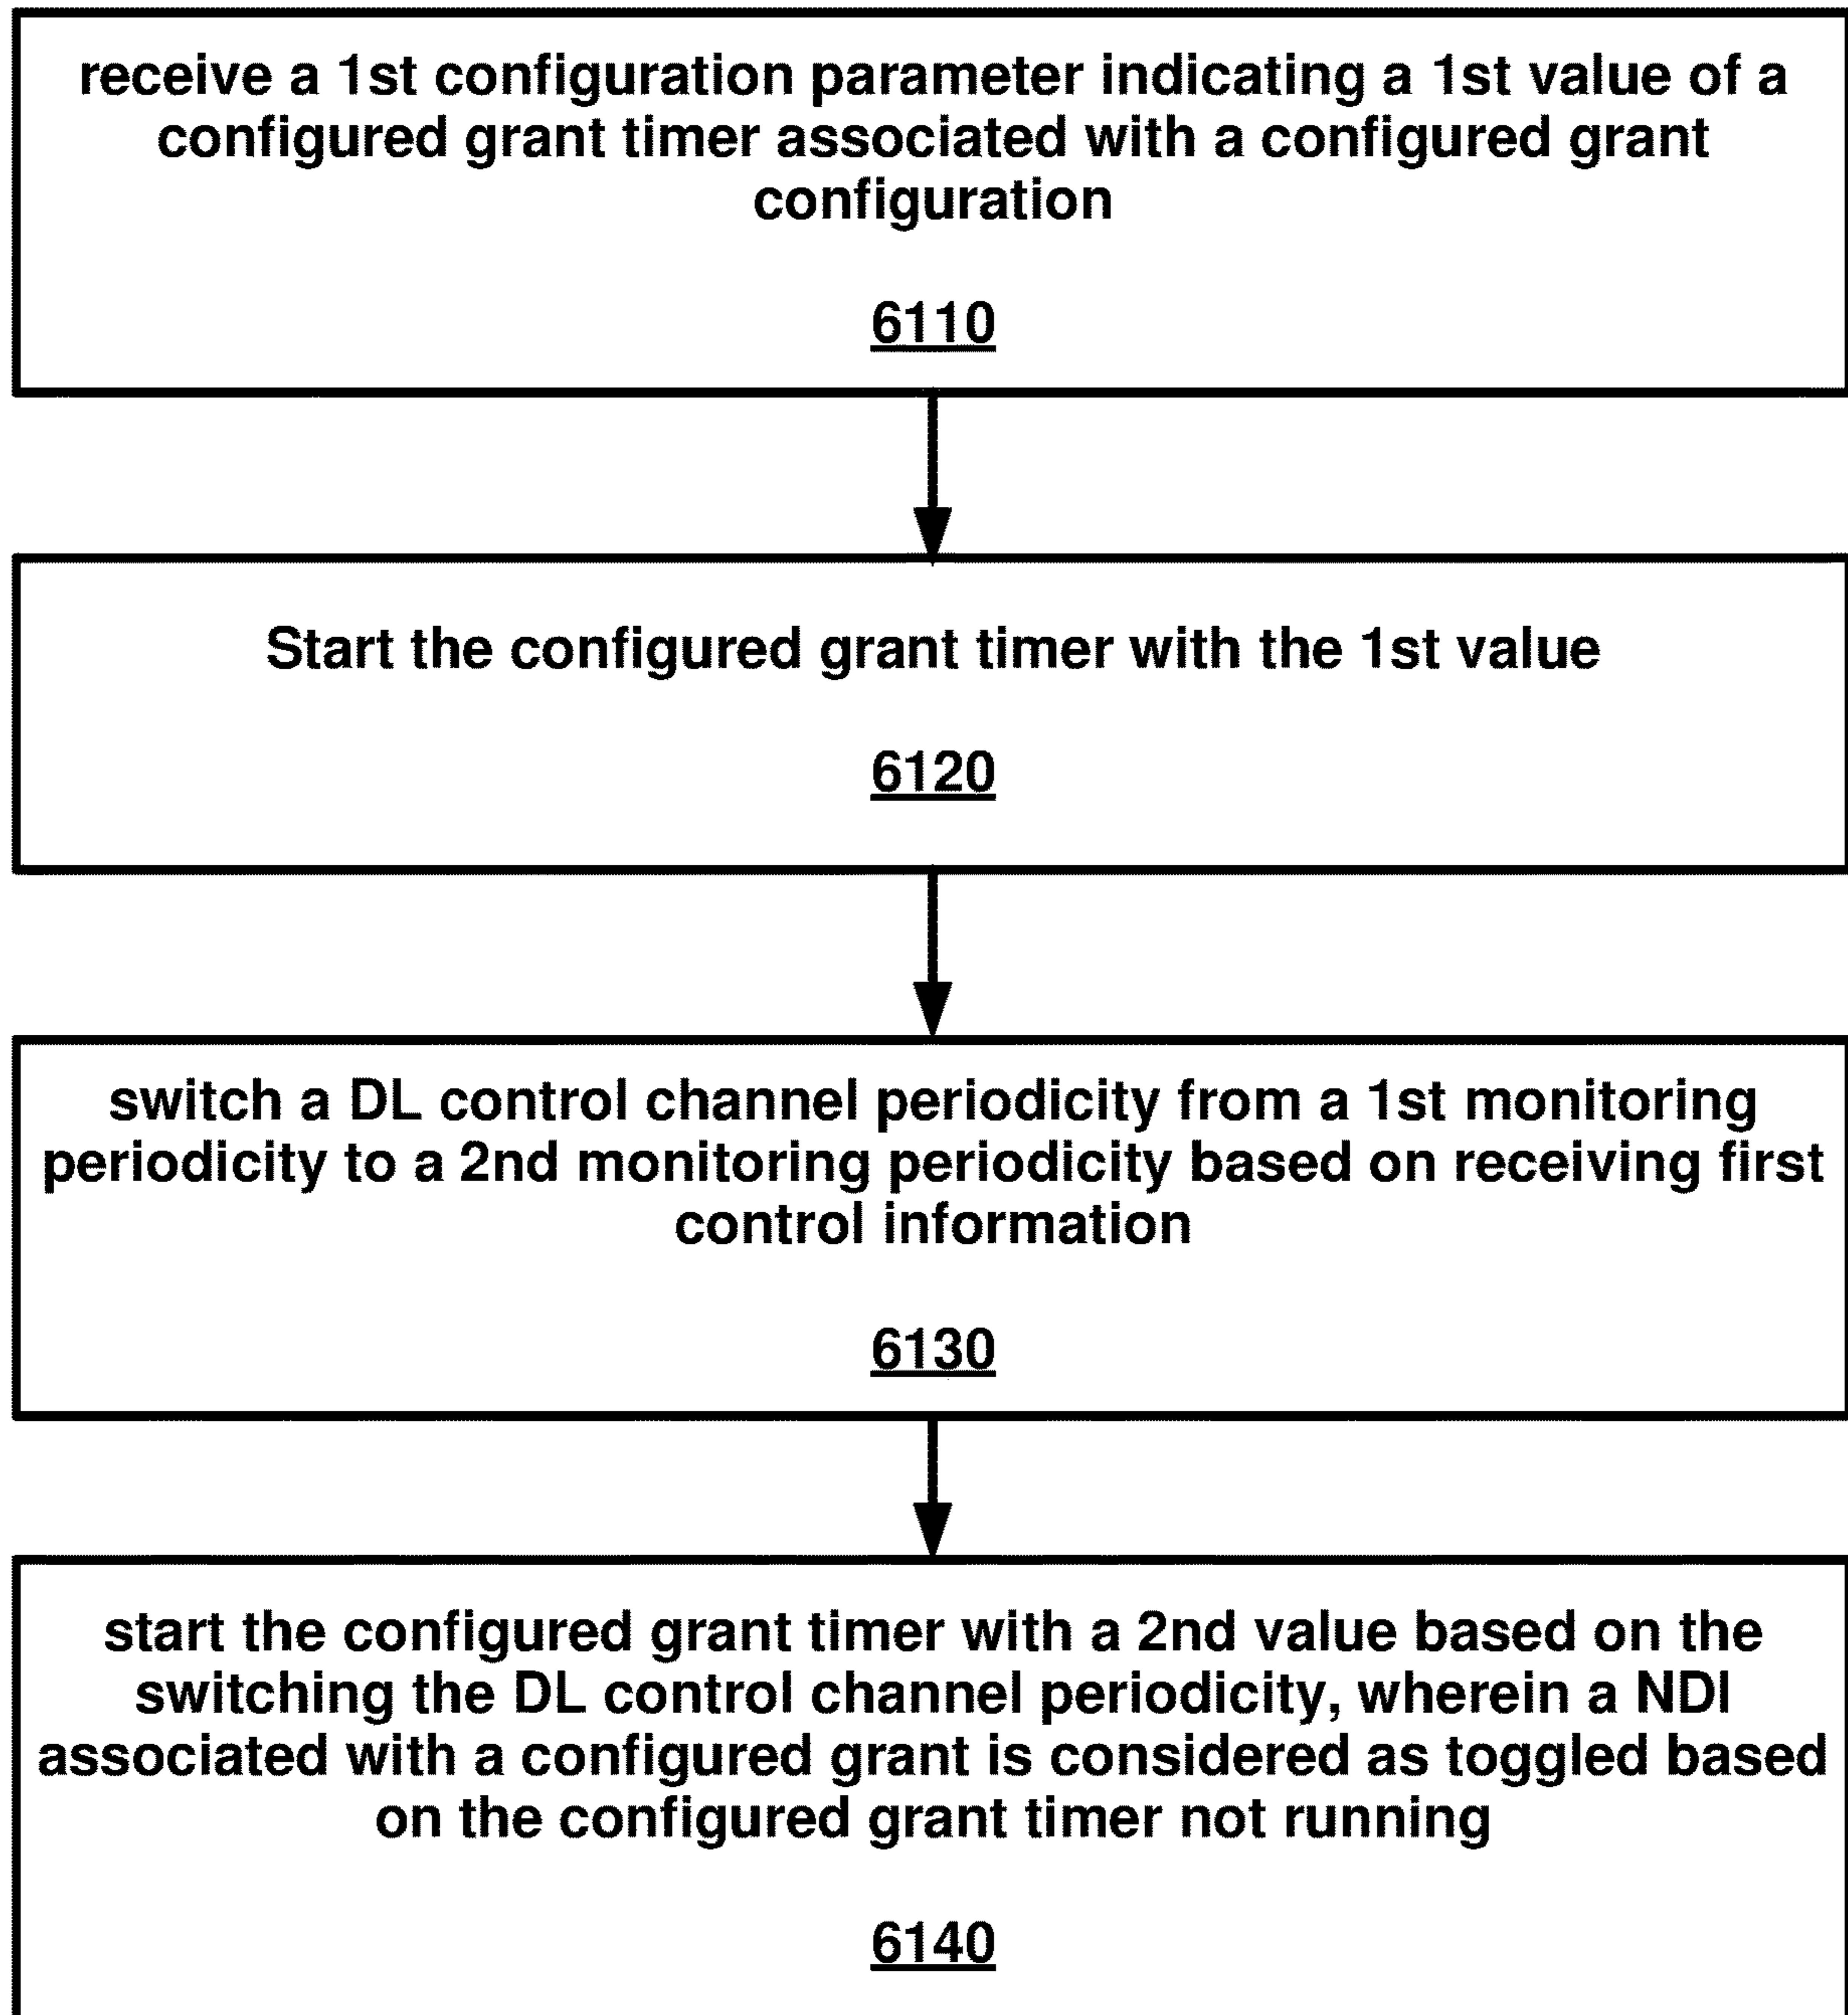 receive a 1st configuration parameter indicating a 1st value of a
configured grant timer associated with a configured grant
configuration
6110
Start the configured grant timer with the 1st value
6120
switch a DL control channel periodicity from a 1st monitoring
periodicity to a 2nd monitoring periodicity based on receiving first
control information
6130
start the configured grant timer with a 2nd value based on the
switching the DL control channel periodicity, wherein a NDI
associated with a configured grant is considered as toggled based
on the configured grant timer not running
6140